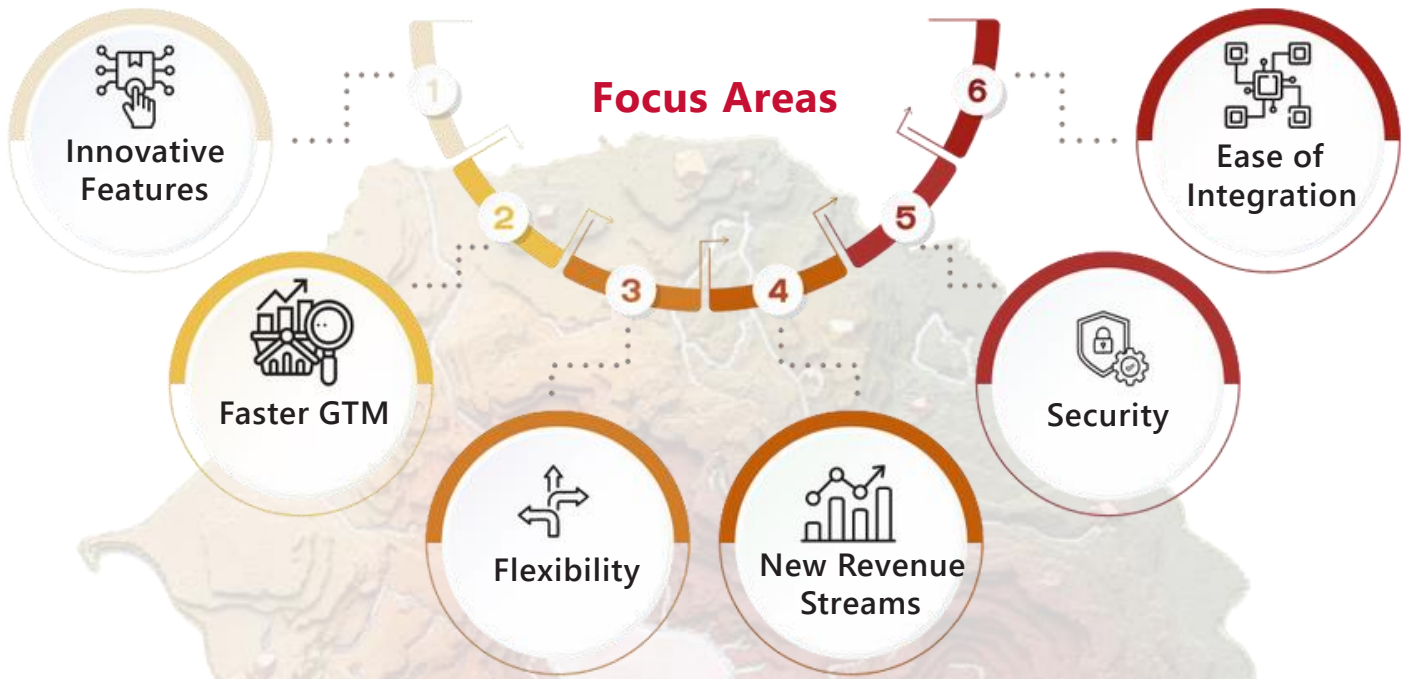 Focus Areas
1
Innovative
Features
2
Faster GTM
3
Flexibility
4
New Revenue
Streams
5
Security
6
Ease of
Integration